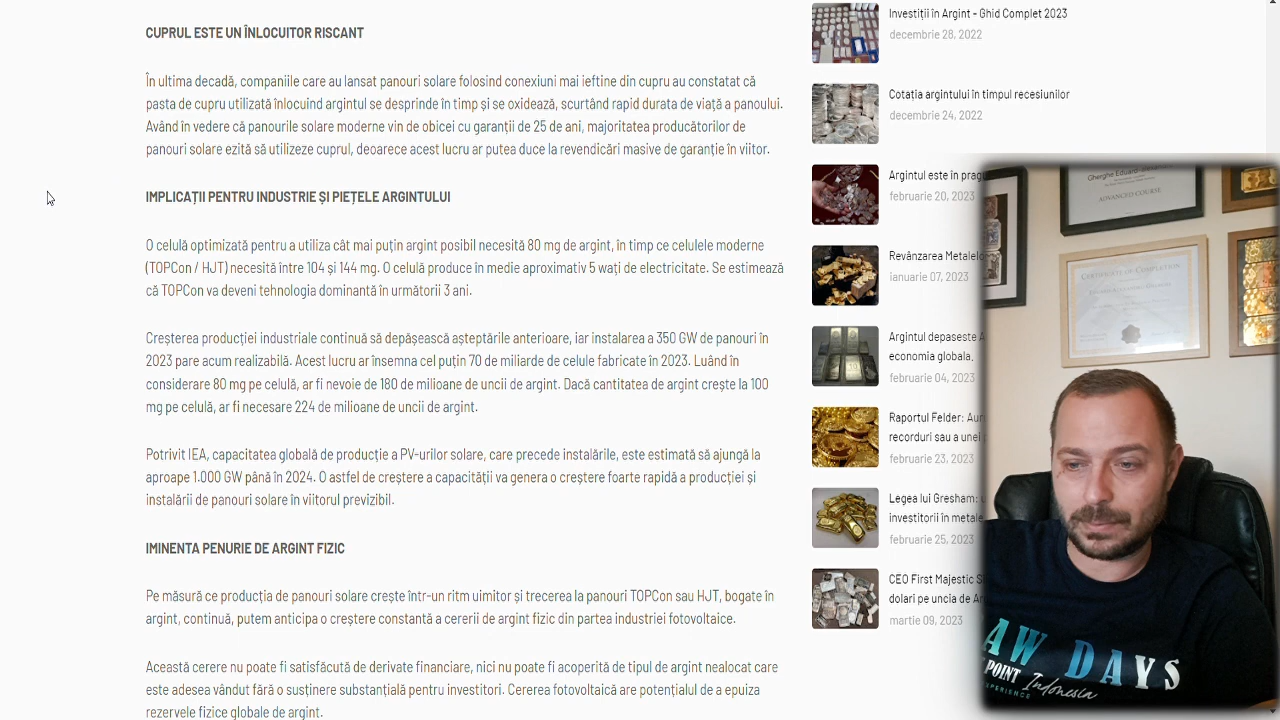 CUPRUL ESTE UN ÎNLOCUITOR RISCANT
În ultima decadă, companiile care au lansat panouri solare folosind conexiuni mai ieftine din cupru au constatat că
pasta de cupru utilizată înlocuind argintul se desprinde în timp și se oxidează, scurtând rapid durata de viață a panoului.
Având în vedere că panourile solare moderne vin de obicei cu garanții de 25 de ani, majoritatea producătorilor de
panouri solare ezită să utilizeze cuprul, deoarece acest lucru ar putea duce la revendicări masive de garanție în viitor.
IMPLICAȚII PENTRU INDUSTRIE ȘI PIEȚELE ARGINTULUI
O celulă optimizată pentru a utiliza cât mai puțin argint posibil necesită 80 mg de argint, în timp ce celulele moderne
(TOPCon / HJT) necesită între 104 și 144 mg. O celulă produce în medie aproximativ 5 wați de electricitate. Se estimează
că TOPCon va deveni tehnologia dominantă în următorii 3 ani.
Creșterea producției industriale continuă să depășească așteptările anterioare, iar instalarea a 350 GW de panouri în
2023 pare acum realizabilă. Acest lucru ar însemna cel puțin 70 de miliarde de celule fabricate în 2023. Luând în
considerare 80 mg pe celulă, ar fi nevoie de 180 de milioane de uncii de argint. Dacă cantitatea de argint crește la 100
mg pe celulă, ar fi necesare 224 de milioane de uncii de argint.
Potrivit IEA, capacitatea globală de producție a PV-urilor solare, care precede instalările, este estimată să ajungă la
aproape 1.000 GW până în 2024. O astfel de creștere a capacității va genera o creștere foarte rapidă a producției și
instalării de panouri solare în viitorul previzibil.
IMINENTA PENURIE DE ARGINT FIZIC
Pe măsură ce producția de panouri solare crește într-un ritm uimitor și trecerea la panouri TOPCon sau HJT, bogate în
argint, continuă, putem anticipa o creștere constantă a cererii de argint fizic din partea industriei fotovoltaice.
Această cerere nu poate fi satisfăcută de derivate financiare, nici nu poate fi acoperită de tipul de argint nealocat care
este adesea vândut fără o susținere substanțială pentru investitori. Cererea fotovoltaică are potențialul de a epuiza
rezervele fizice globale de argint.
Investiții în Argint - Ghid Complet 2023
decembrie 28, 2022
Cotația argintului în timpul recesiunilor
decembrie 24, 2022
Argintul este în prag
februarie 20, 2023
Revânzarea Metalelo
ianuarie 07, 2023
Argintul depaseste A
economia globala.
februarie 04, 2023
Raportul Felder: Aur
recorduri sau a unei p
februarie 23, 2023
Legea lui Gresham: u
investitorii în metale
februarie 25, 2023
CEO First Majestic S
dolari pe uncia de Ar
martie 09, 2023
ADVANCED COURSE
CERTIFICATE OF COMPLETION
AW DAYS
POINT Indonesia